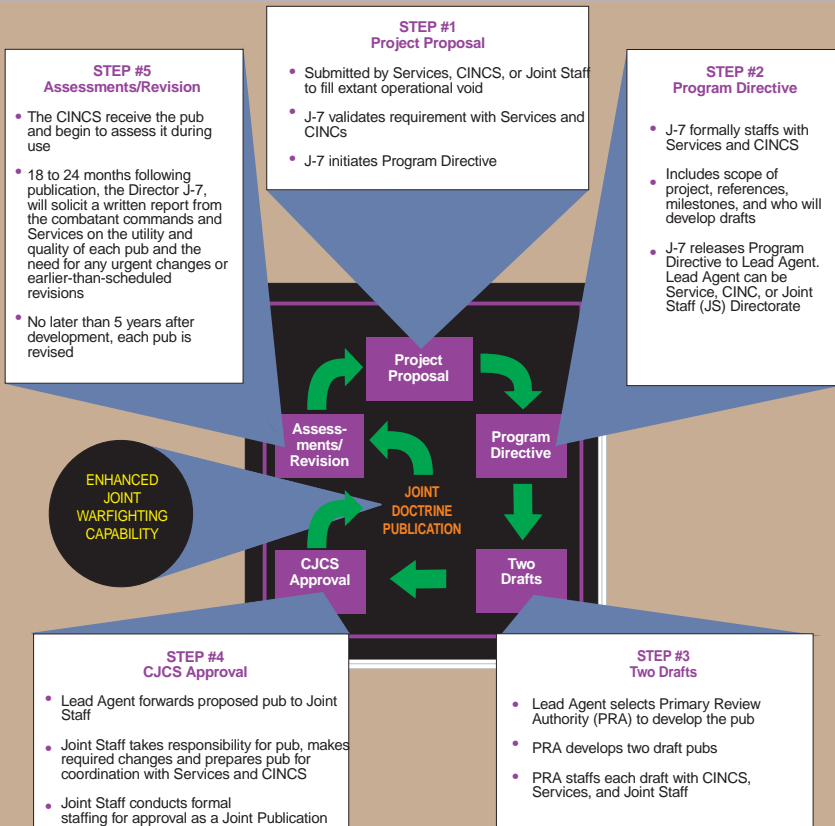 STEP #1
Project Proposal
• Submitted by Services, CINCS, or Joint Staff
to fill extant operational void
• J-7 validates requirement with Services and
CINCs
• J-7 initiates Program Directive
STEP #2
Program Directive
• J-7 formally staffs with
Services and CINCS
• Includes scope of
project, references,
milestones, and who will
develop drafts
• J-7 releases Program
Directive to Lead Agent.
Lead Agent can be
Service, CINC, or Joint
Staff (JS) Directorate
STEP #3
Two Drafts
• Lead Agent selects Primary Review
Authority (PRA) to develop the pub
• PRA develops two draft pubs
• PRA staffs each draft with CINCS,
Services, and Joint Staff
STEP #4
CJCS Approval
• Lead Agent forwards proposed pub to Joint
Staff
• Joint Staff takes responsibility for pub, makes
required changes and prepares pub for
coordination with Services and CINCS
• Joint Staff conducts formal
staffing for approval as a Joint Publication
STEP #5
Assessments/Revision
• The CINCS receive the pub
and begin to assess it during
use
• 18 to 24 months following
publication, the Director J-7,
will solicit a written report from
the combatant commands and
Services on the utility and
quality of each pub and the
need for any urgent changes or
earlier-than-scheduled
revisions
• No later than 5 years after
development, each pub is
revised
Project
Proposal
Program
Directive
Two
Drafts
CJCS
Approval
Assess-
ments/
Revision
JOINT
DOCTRINE
PUBLICATION
ENHANCED
JOINT
WARFIGHTING
CAPABILITY